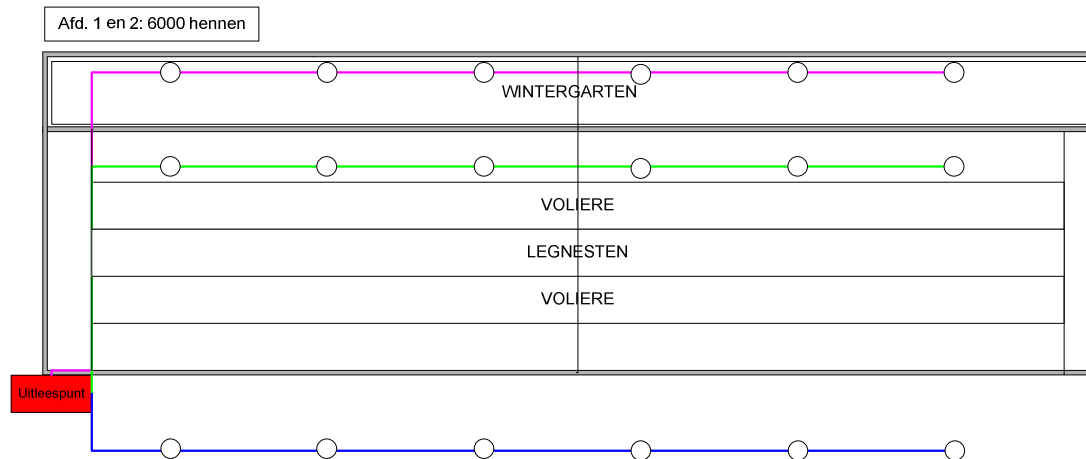 Afd. 1 en 2: 6000 hennen
WINTERGARTEN
VOLIERE
LEGNESTEN
VOLIERE
Uitleespunt